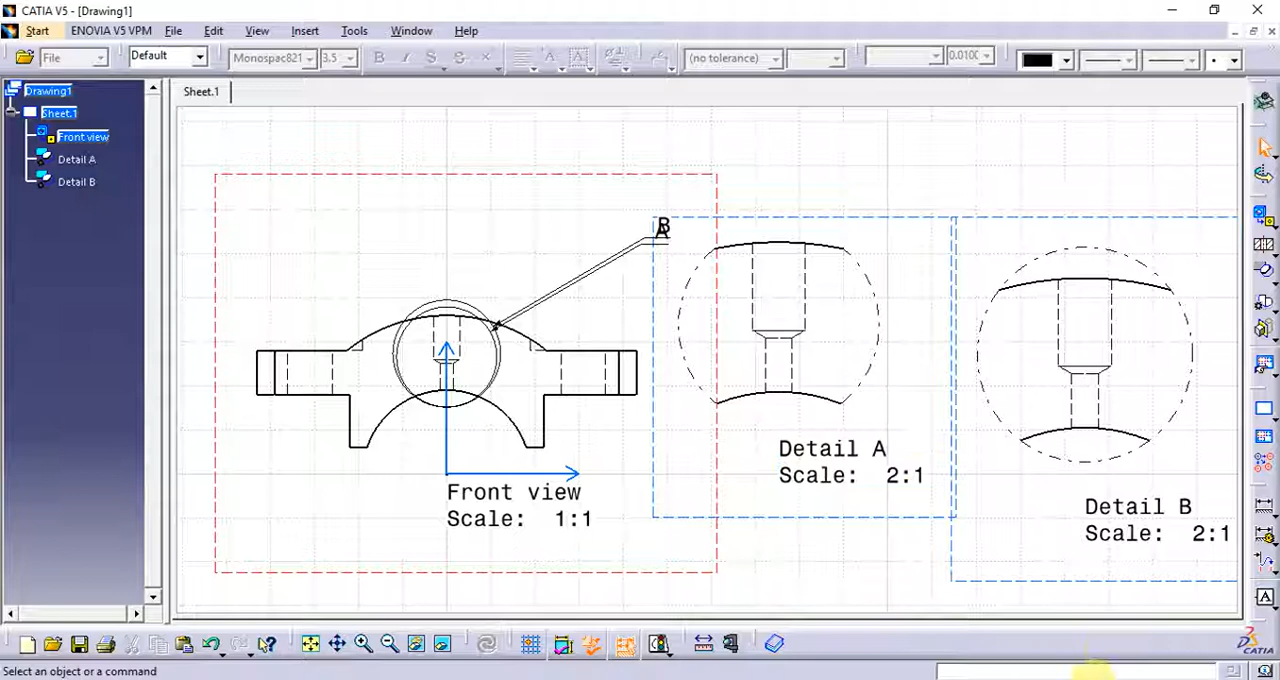 CATIA V5 - [Drawing1]
Start ENOVIA V5 VPM File Edit View Insert Tools Window Help
File Default Monospac821 3.5 B S (no tolerance) 0.0100
Drawing1
Sheet.1
Front view
Detail A
Detail B
Sheet.1
B
A
Front view
Scale: 1:1
Detail A
Scale: 2:1
Detail B
Scale: 2:1
CATIA
Select an object or a command